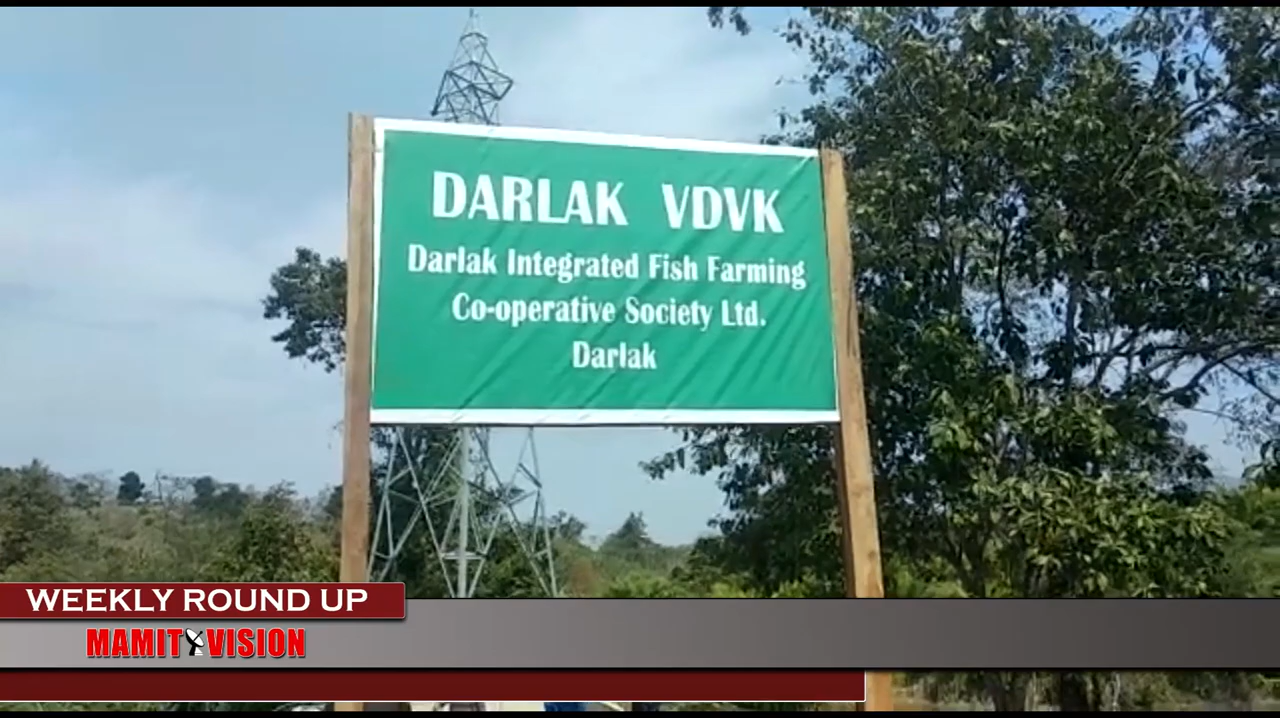 DARLAK VDVK
Darlak Integrated Fish Farming
Co-operative Society Ltd.
Darlak
WEEKLY ROUND UP
MAMIT VISION